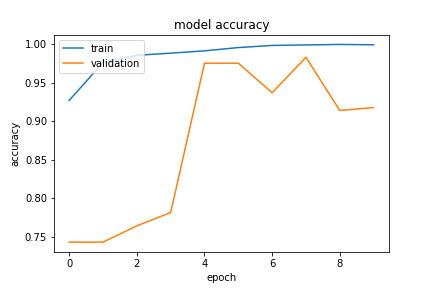 model accuracy
train
validation
accuracy
1.00
0.95
0.90
0.85
0.80
0.75
0 2 4 6 8
epoch